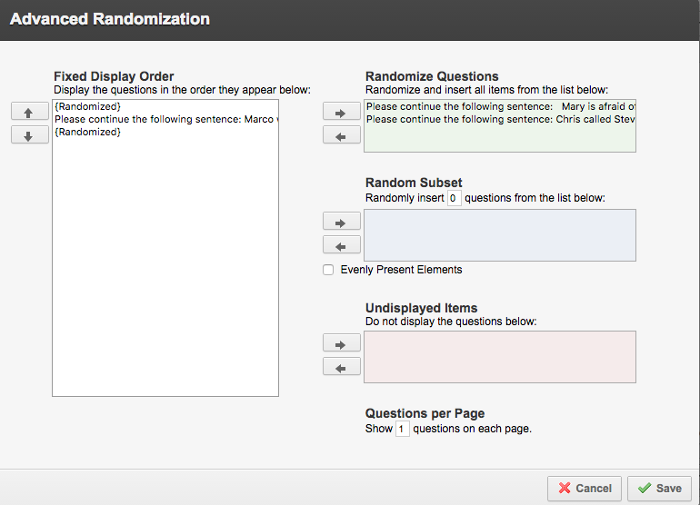 Advanced Randomization
Fixed Display Order
Display the questions in the order they appear below:
{Randomized}
Please continue the following sentence: Marco
{Randomized}
Randomize Questions
Randomize and insert all items from the list below:
Please continue the following sentence: Mary is afraid
Please continue the following sentence: Chris called Stev
Random Subset
Randomly insert 0 questions from the list below:
Evenly Present Elements
Undisplayed Items
Do not display the questions below:
Questions per Page
Show 1 questions on each page.
Cancel
Save